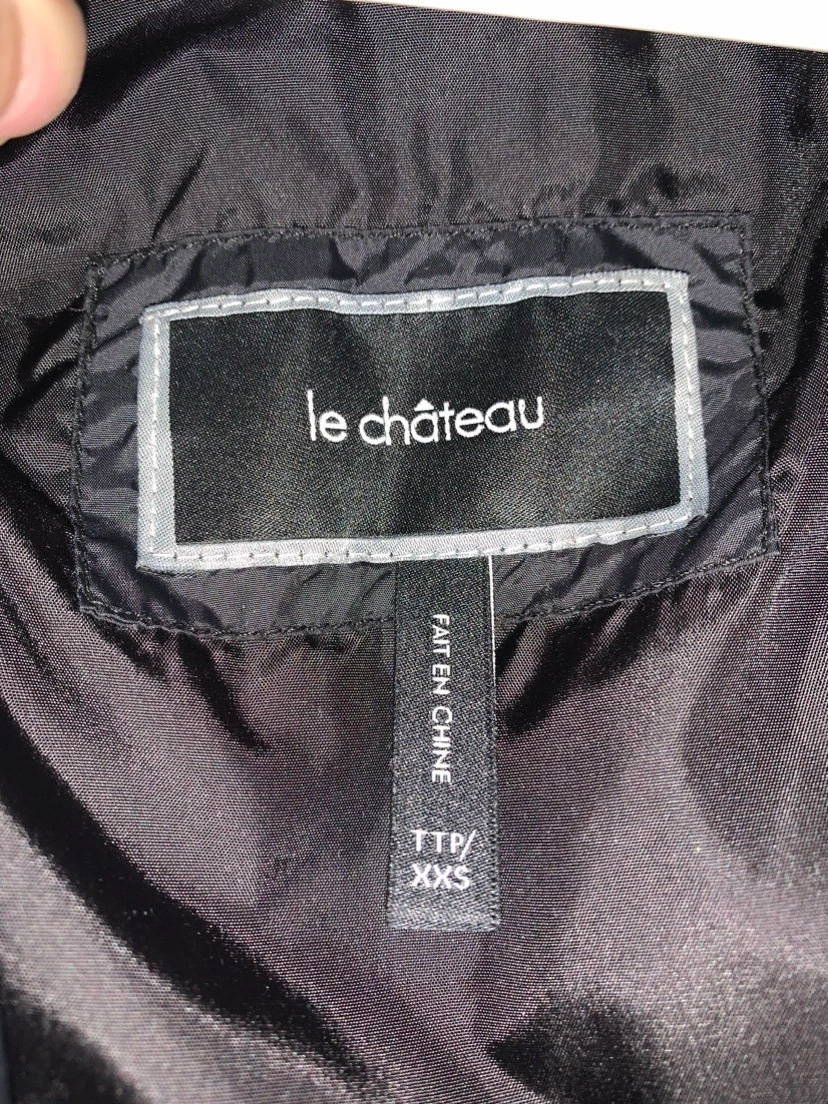 le château
FAIT EN CHINE
TTP/
XXS